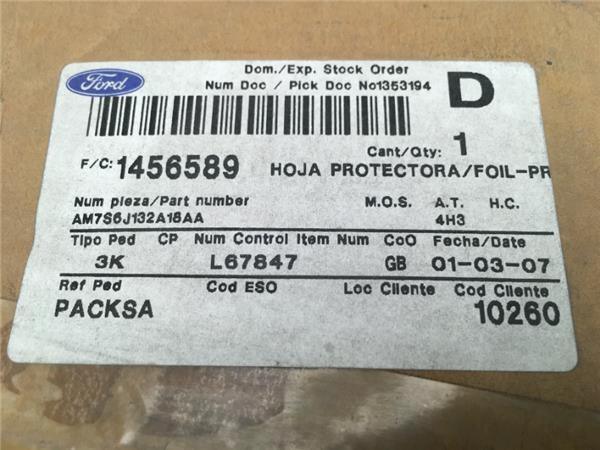 Ford
Dom./Exp. Stock Order
Num Doc / Pick Doc No1353194
D
Cant/Qty: 1
F/C: 1456589 HOJA PROTECTORA/FOIL-PR
Num pieza/Part number M.O.S. A.T. H.C.
AM7S6J132A16AA 4H3
Tipo Ped CP Num Control Item Num CoO Fecha/Date
3K L67847 GB 01-03-07
Ref Ped Cod ESO Loc Cliente Cod Cliente
PACKSA 10260